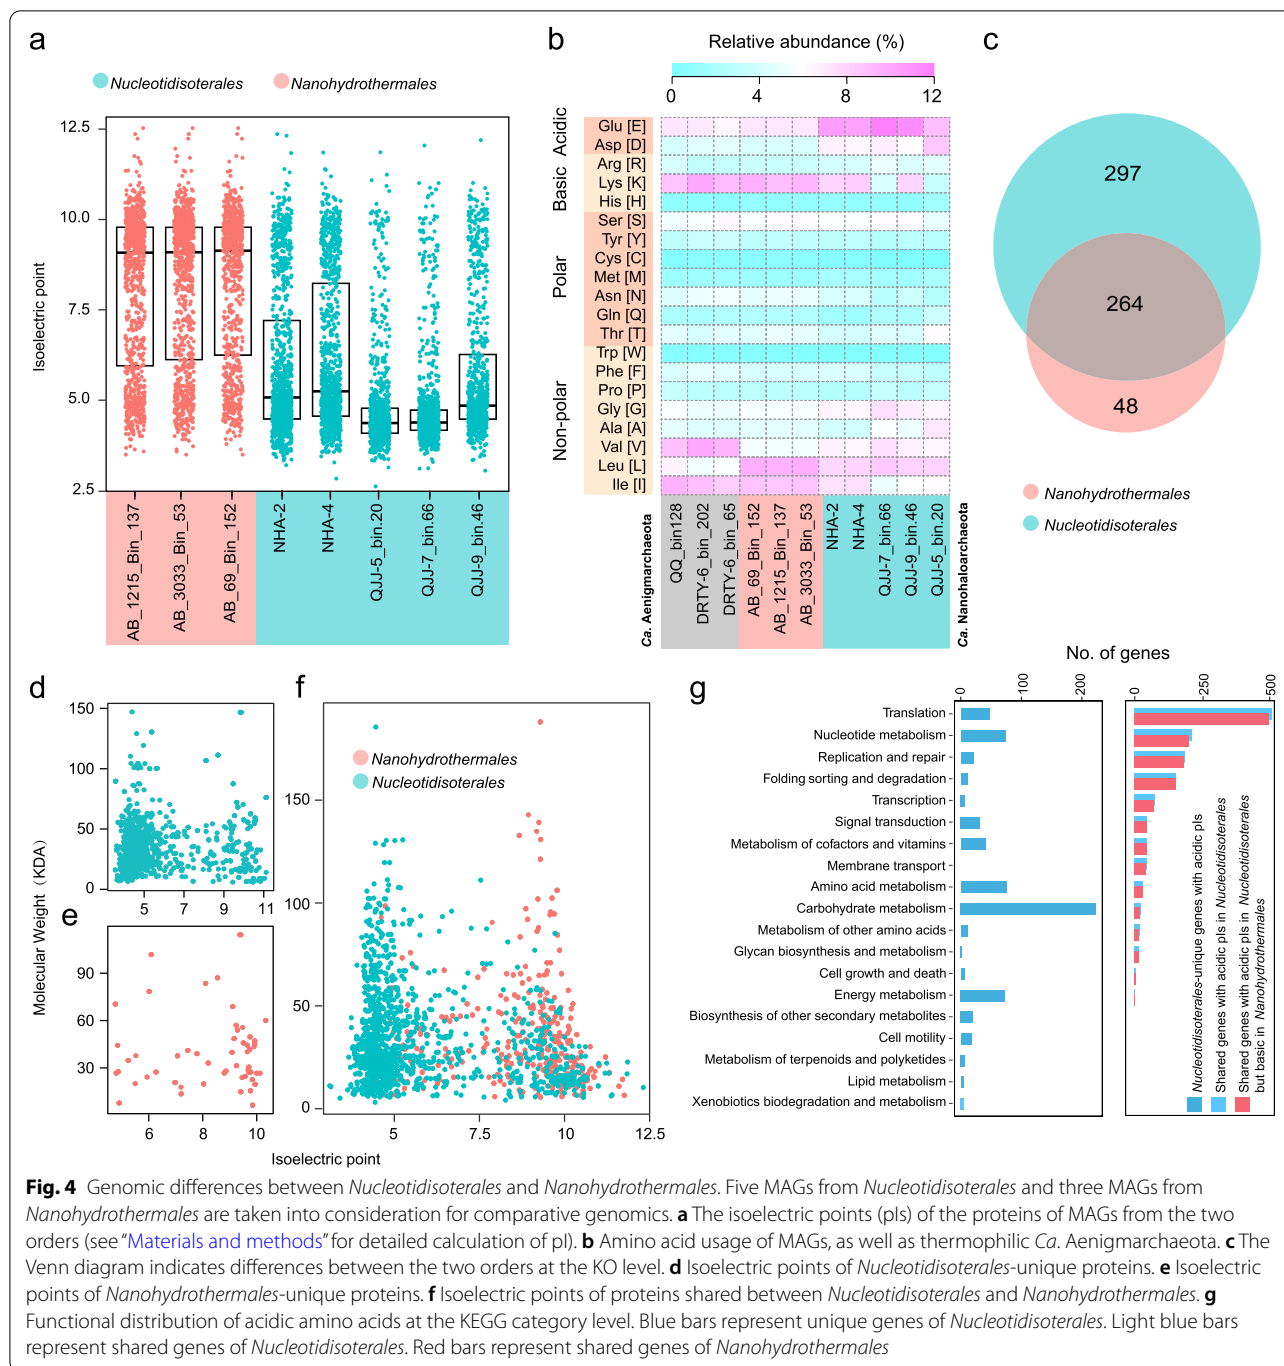 a
Nucleotidisoterales
Nanohydrothermales
Isoelectric point
12.5
10.0
7.5
5.0
2.5
AB_1215_Bin_137
AB_3033_Bin_53
AB_69_Bin_152
NHA-2
NHA-4
QJJ-5_bin.20
QJJ-7_bin.66
QJJ-9_bin.46
b
Relative abundance (%)
0 4 8 12
Acidic
Basic
Polar
Non-polar
Glu [E]
Asp [D]
Arg [R]
Lys [K]
His [H]
Ser [S]
Tyr [Y]
Cys [C]
Met [M]
Asn [N]
Gln [Q]
Thr [T]
Trp [W]
Phe [F]
Pro [P]
Gly [G]
Ala [A]
Val [V]
Leu [L]
Ile [I]
Ca. Aenigmarchaeota
QQ_bin128
DRTY-6_bin_202
DRTY-6_bin_65
AB_69_Bin_152
AB_1215_Bin_137
AB_3033_Bin_53
NHA-2
NHA-4
QJJ-7_bin.66
QJJ-9_bin.46
QJJ-5_bin.20
Ca. Nanohaloarchaeota
c
297
264
48
Nanohydrothermales
Nucleotidisoterales
d
150
100
50
0
5 7 9 11
Molecular Weight (KDA)
e
90
60
30
6 8 10
Isoelectric point
f
Nanohydrothermales
Nucleotidisoterales
150
100
50
0
5 7.5 10 12.5
g
No. of genes
0 100 200
0 250 500
Translation
Nucleotide metabolism
Replication and repair
Folding sorting and degradation
Transcription
Signal transduction
Metabolism of cofactors and vitamins
Membrane transport
Amino acid metabolism
Carbohydrate metabolism
Metabolism of other amino acids
Glycan biosynthesis and metabolism
Cell growth and death
Energy metabolism
Biosynthesis of other secondary metabolites
Cell motility
Metabolism of terpenoids and polyketides
Lipid metabolism
Xenobiotics biodegradation and metabolism
Nucleotidisoterales-unique genes with acidic pIs
Shared genes with acidic pIs in Nucleotidisoterales
Shared genes with acidic pIs in Nucleotidisoterales
but basic in Nanohydrothermales
Fig. 4 Genomic differences between Nucleotidisoterales and Nanohydrothermales. Five MAGs from Nucleotidisoterales and three MAGs from
Nanohydrothermales are taken into consideration for comparative genomics. a The isoelectric points (pIs) of the proteins of MAGs from the two
orders (see “Materials and methods” for detailed calculation of pI). b Amino acid usage of MAGs, as well as thermophilic Ca. Aenigmarchaeota. c The
Venn diagram indicates differences between the two orders at the KO level. d Isoelectric points of Nucleotidisoterales-unique proteins. e Isoelectric
points of Nanohydrothermales-unique proteins. f Isoelectric points of proteins shared between Nucleotidisoterales and Nanohydrothermales. g
Functional distribution of acidic amino acids at the KEGG category level. Blue bars represent unique genes of Nucleotidisoterales. Light blue bars
represent shared genes of Nucleotidisoterales. Red bars represent shared genes of Nanohydrothermales